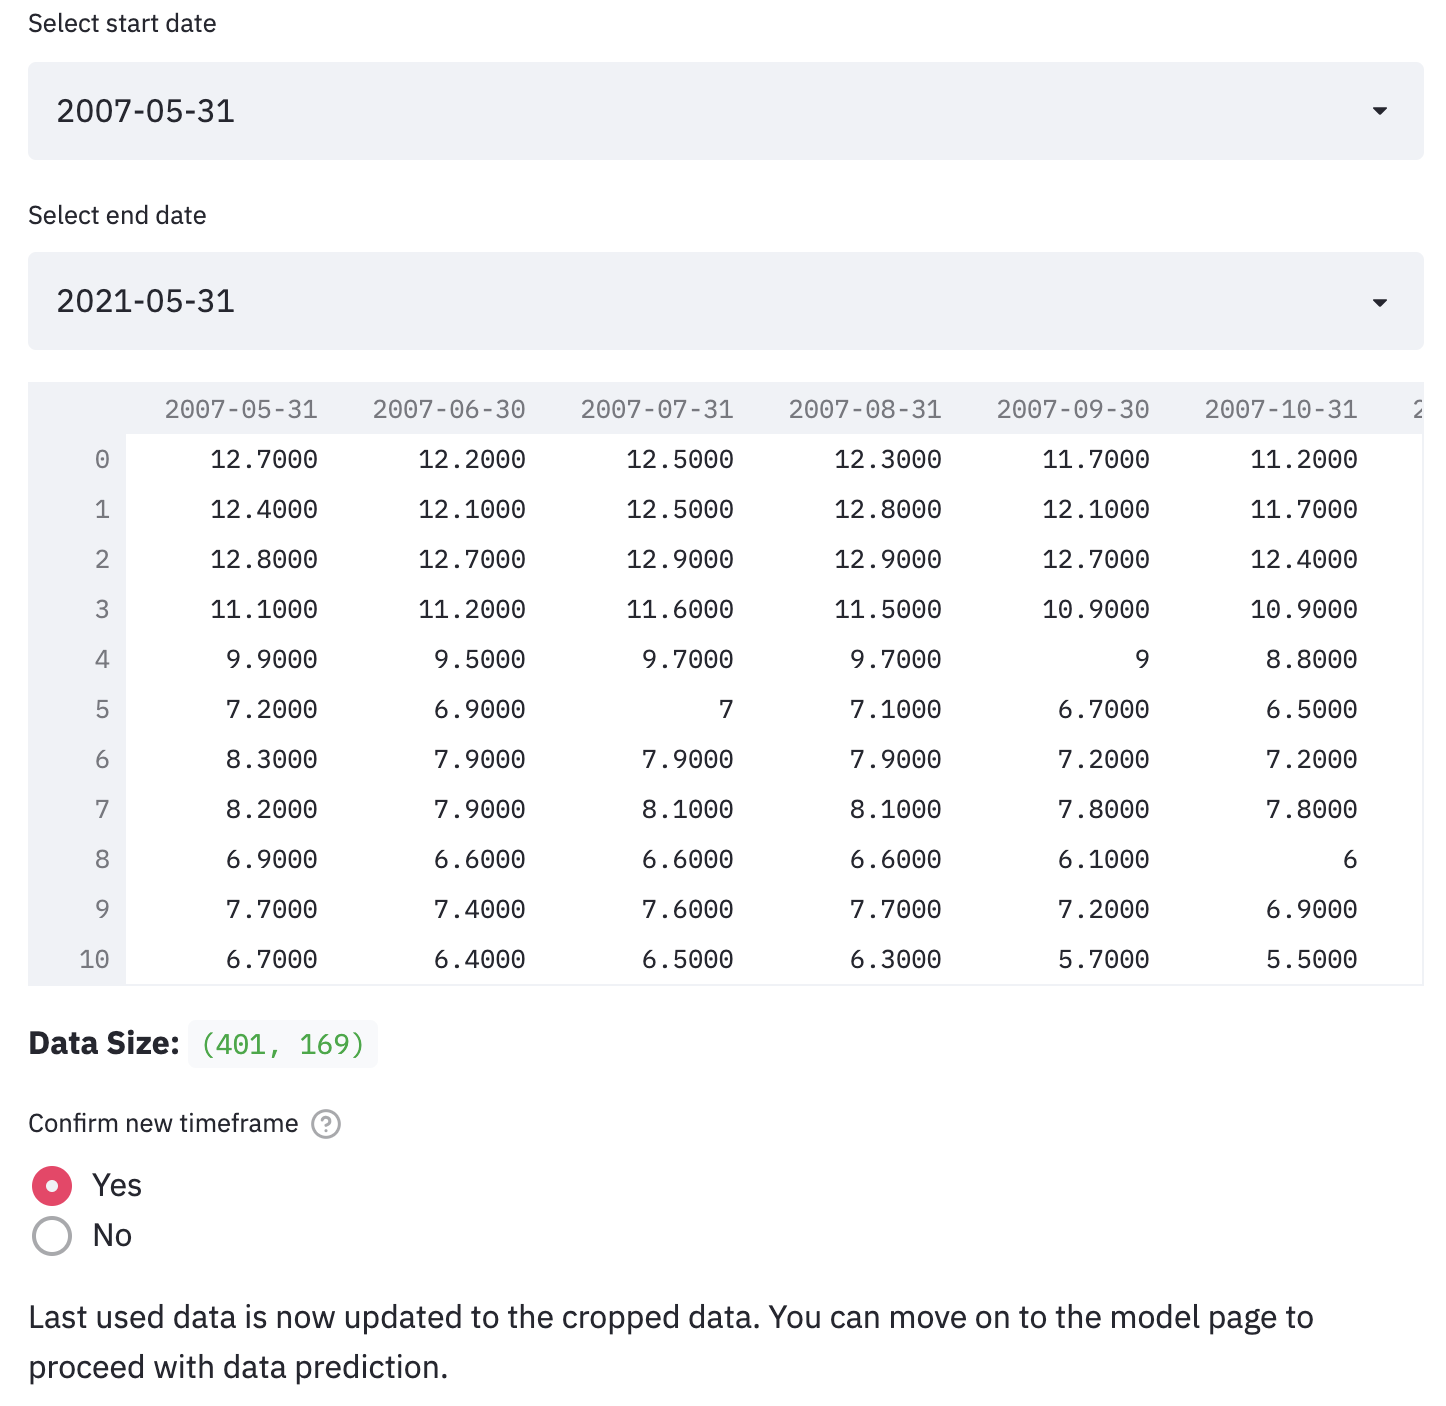 Select start date
2007-05-31
Select end date
2021-05-31
2007-05-31 2007-06-30 2007-07-31 2007-08-31 2007-09-30 2007-10-31 2
0 12.7000 12.2000 12.5000 12.3000 11.7000 11.2000
1 12.4000 12.1000 12.5000 12.8000 12.1000 11.7000
2 12.8000 12.7000 12.9000 12.9000 12.7000 12.4000
3 11.1000 11.2000 11.6000 11.5000 10.9000 10.9000
4 9.9000 9.5000 9.7000 9.7000 9 8.8000
5 7.2000 6.9000 7 7.1000 6.7000 6.5000
6 8.3000 7.9000 7.9000 7.9000 7.2000 7.2000
7 8.2000 7.9000 8.1000 8.1000 7.8000 7.8000
8 6.9000 6.6000 6.6000 6.6000 6.1000 6
9 7.7000 7.4000 7.6000 7.7000 7.2000 6.9000
10 6.7000 6.4000 6.5000 6.3000 5.7000 5.5000
Data Size: (401, 169)
Confirm new timeframe ?
Yes
No
Last used data is now updated to the cropped data. You can move on to the model page to
proceed with data prediction.